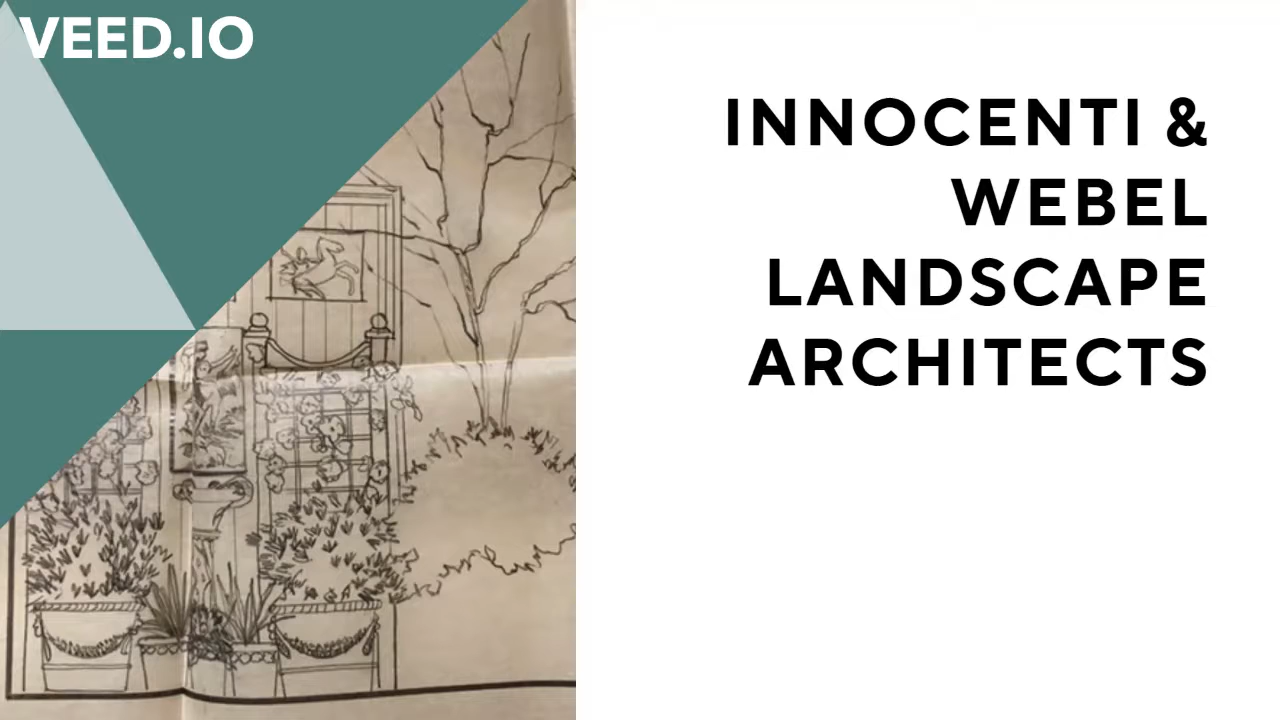 VEED.IO
INNOCENTI &
WEBEL
LANDSCAPE
ARCHITECTS